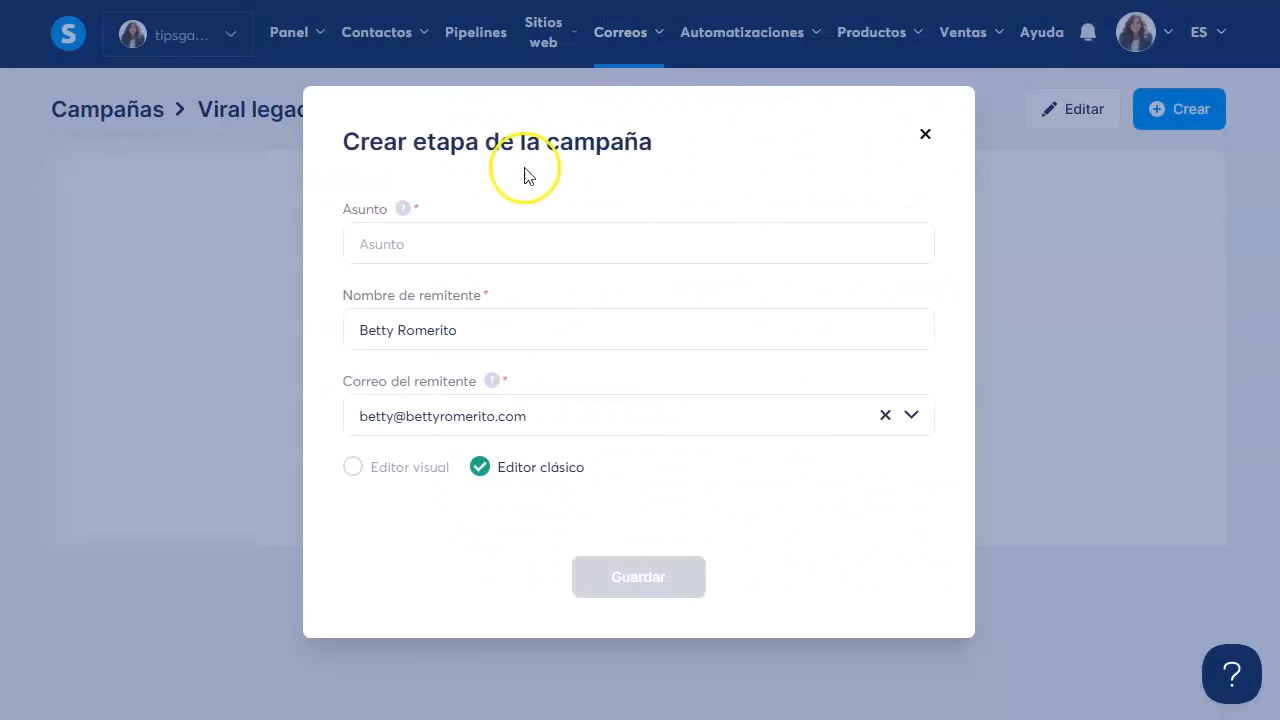 S
tipsga...
Panel
Contactos
Pipelines
Sitios
web
Correos
Automatizaciones
Productos
Ventas
Ayuda
ES
Campañas > Viral legac
Editar
Crear
Crear etapa de la campaña
Asunto ? *
Asunto
Nombre de remitente*
Betty Romerito
Correo del remitente ? *
betty@bettyromerito.com
Editor visual
Editor clásico
Guardar
?